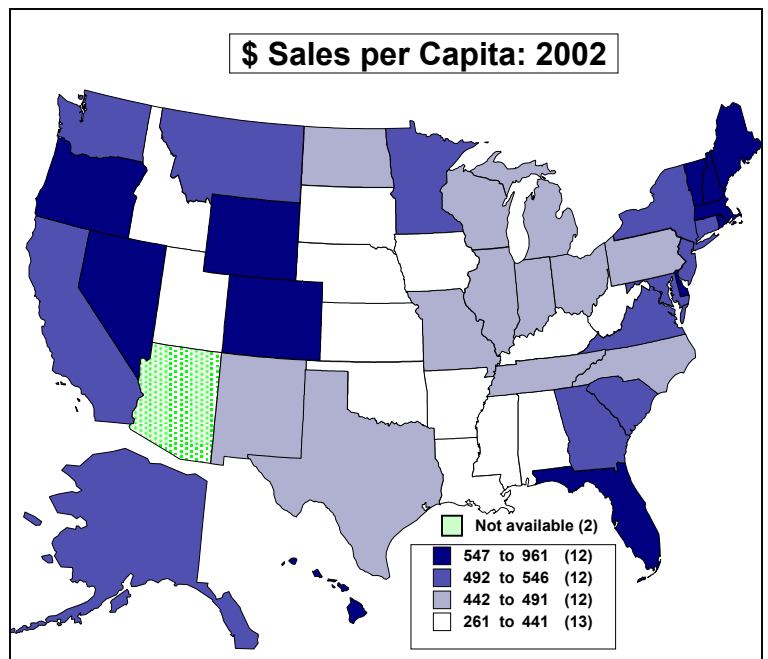 $ Sales per Capita: 2002
Not available (2)
547 to 961 (12)
492 to 546 (12)
442 to 491 (12)
261 to 441 (13)